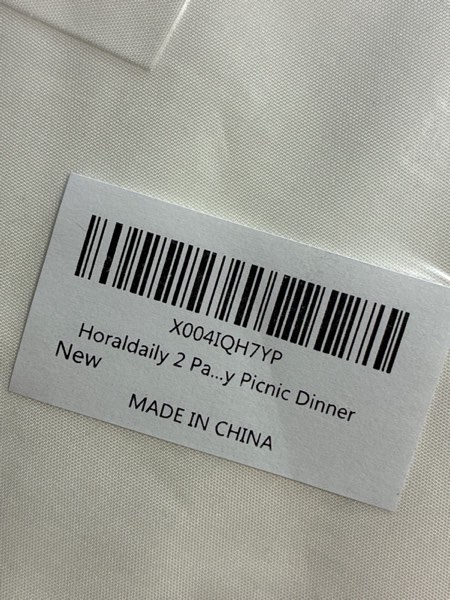 X004IQH7YP
Horaldaily 2 Pa...y Picnic Dinner
New
MADE IN CHINA